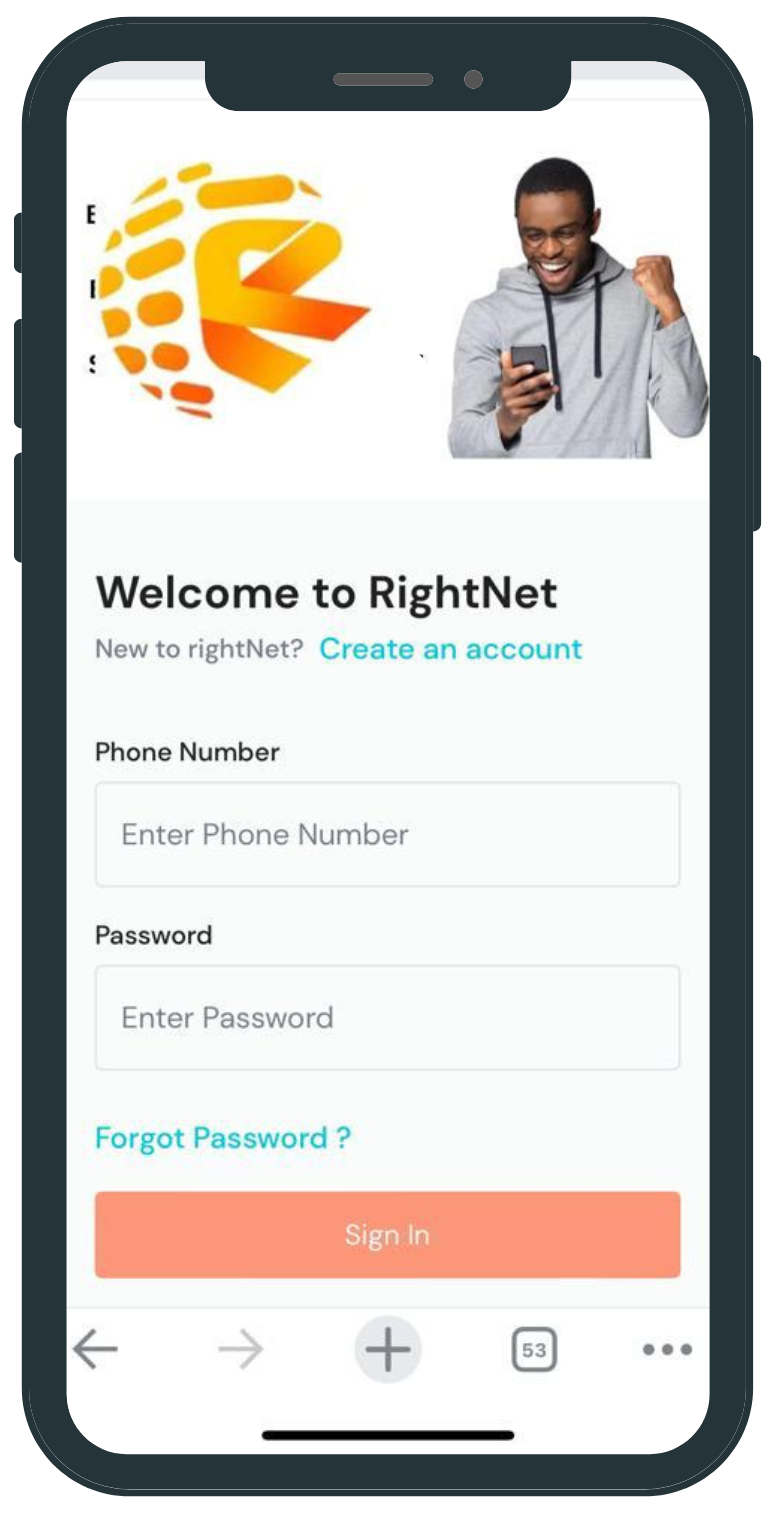 Welcome to RightNet
New to rightNet? Create an account
Phone Number
Enter Phone Number
Password
Enter Password
Forgot Password ?
Sign In
53